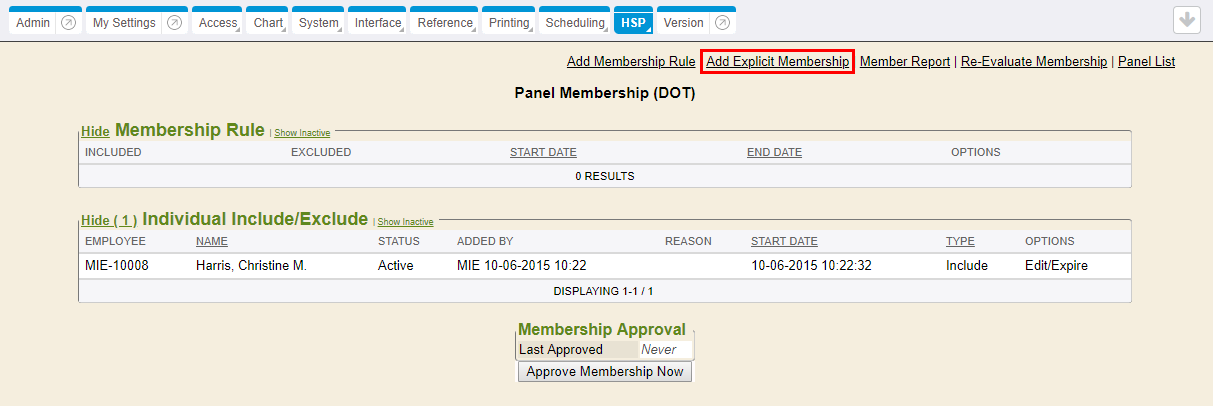 Admin My Settings Access Chart System Interface Reference Printing Scheduling HSP Version
Add Membership Rule Add Explicit Membership Member Report | Re-Evaluate Membership | Panel List
Panel Membership (DOT)
Hide Membership Rule | Show Inactive
INCLUDED EXCLUDED START DATE END DATE OPTIONS
0 RESULTS
Hide ( 1 ) Individual Include/Exclude | Show Inactive
EMPLOYEE NAME STATUS ADDED BY REASON START DATE TYPE OPTIONS
MIE-10008 Harris, Christine M. Active MIE 10-06-2015 10:22 10-06-2015 10:22:32 Include Edit/Expire
DISPLAYING 1-1 / 1
Membership Approval
Last Approved Never
Approve Membership Now